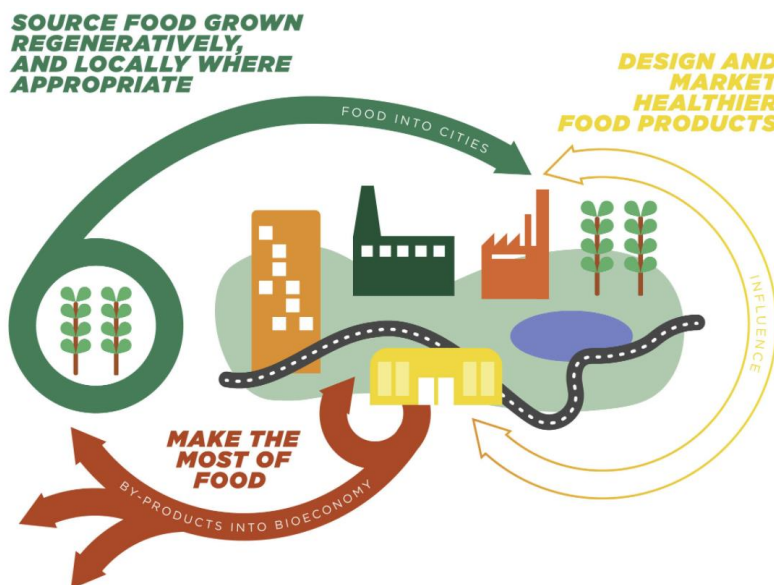 SOURCE FOOD GROWN
REGENERATIVELY,
AND LOCALLY WHERE
APPROPRIATE
FOOD INTO CITIES
DESIGN AND
MARKET
HEALTHIER
FOOD PRODUCTS
INFLUENCE
MAKE THE
MOST OF
FOOD
BY-PRODUCTS INTO BIOECONOMY